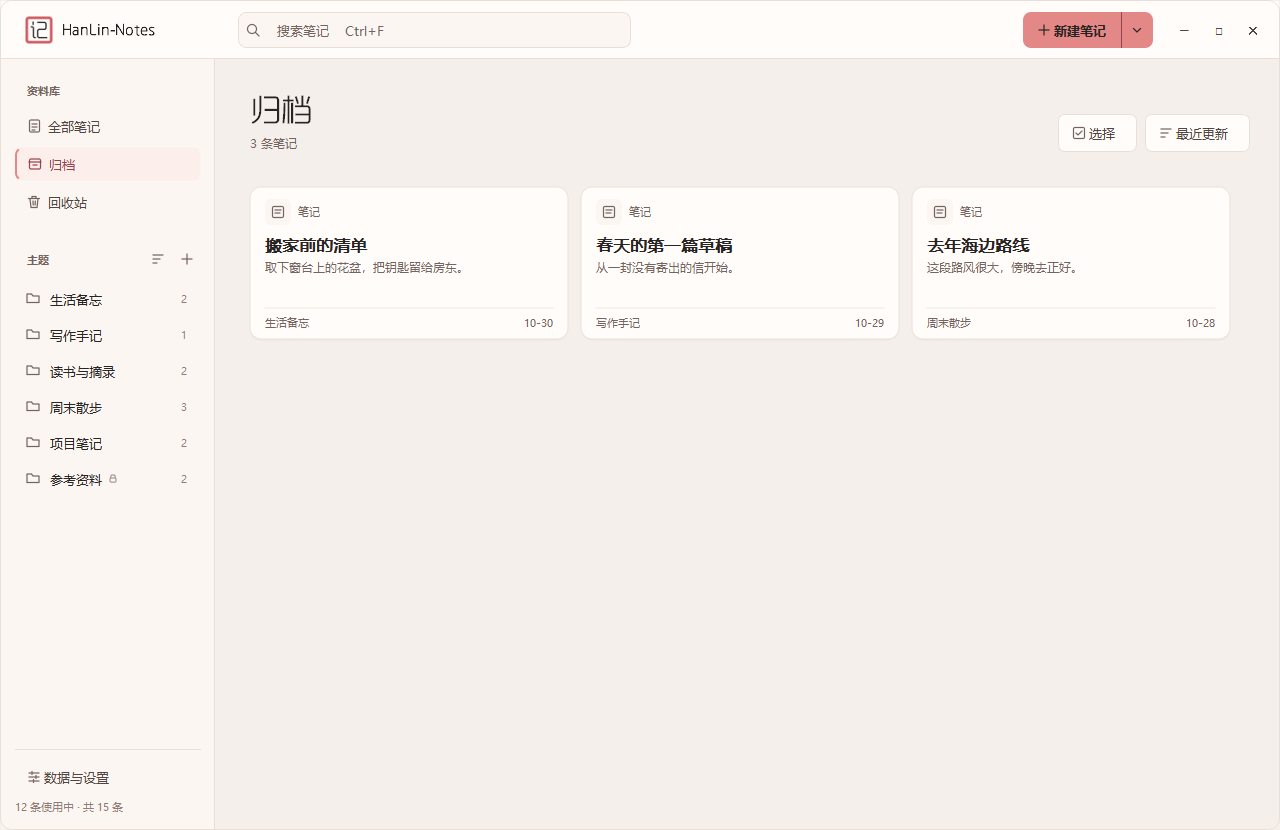 记 HanLin-Notes
搜索笔记 Ctrl+F
新建笔记
资料库
全部笔记
归档
回收站
主题
生活备忘 2
写作手记 1
读书与摘录 2
周末散步 3
项目笔记 2
参考资料 2
数据与设置
12 条使用中 · 共 15 条
归档
3 条笔记
选择
最近更新
笔记
搬家前的清单
取下窗台上的花盆，把钥匙留给房东。
生活备忘 10-30
笔记
春天的第一篇草稿
从一封没有寄出的信开始。
写作手记 10-29
笔记
去年海边路线
这段路风很大，傍晚去正好。
周末散步 10-28